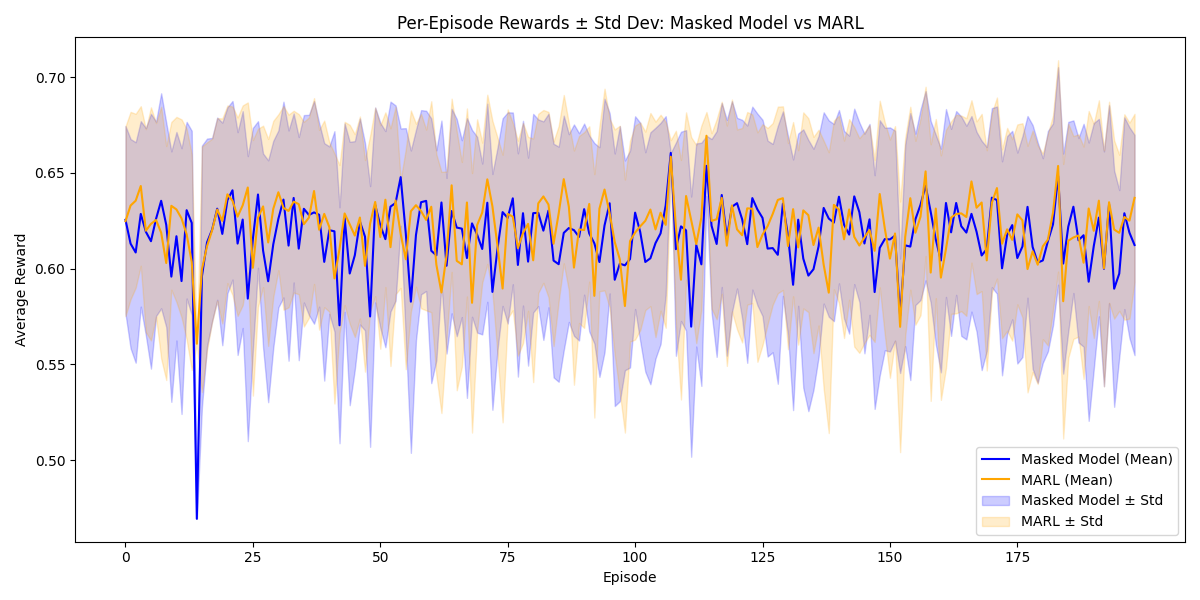 Per-Episode Rewards ± Std Dev: Masked Model vs MARL
0.70
0.65
0.60
0.55
0.50
Average Reward
0
25
50
75
100
125
150
175
Episode
Masked Model (Mean)
MARL (Mean)
Masked Model ± Std
MARL ± Std